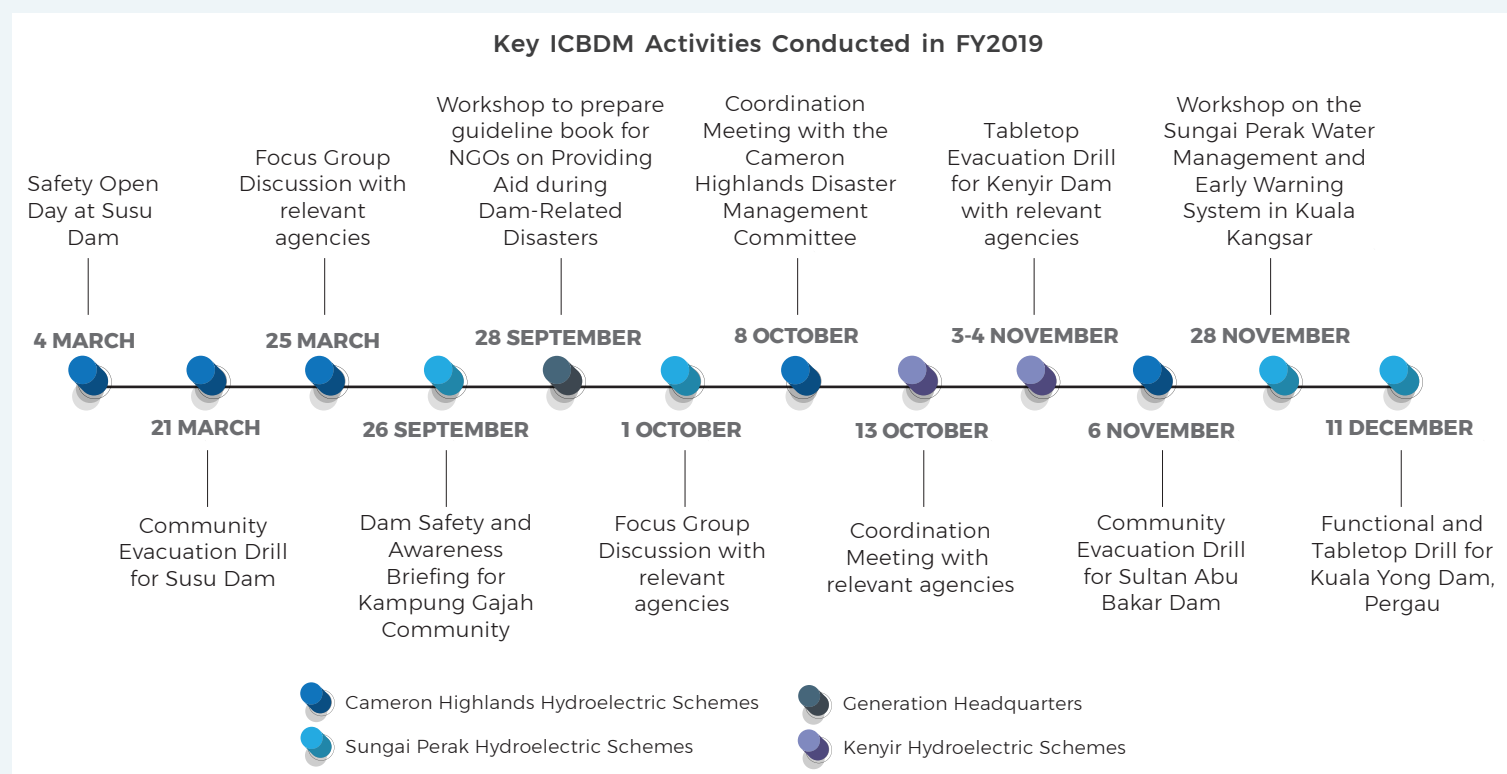 Key ICBDM Activities Conducted in FY2019
Safety Open
Day at Susu
Dam
4 MARCH
21 MARCH
Community
Evacuation Drill
for Susu Dam
Focus Group
Discussion with
relevant
agencies
25 MARCH
26 SEPTEMBER
Dam Safety and
Awareness
Briefing for
Kampung Gajah
Community
Workshop to prepare
guideline book for
NGOs on Providing
Aid during
Dam-Related
Disasters
28 SEPTEMBER
1 OCTOBER
Focus Group
Discussion with
relevant
agencies
Coordination
Meeting with the
Cameron
Highlands Disaster
Management
Committee
8 OCTOBER
13 OCTOBER
Coordination
Meeting with
relevant agencies
Tabletop
Evacuation Drill
for Kenyir Dam
with relevant
agencies
3-4 NOVEMBER
6 NOVEMBER
Community
Evacuation Drill
for Sultan Abu
Bakar Dam
Workshop on the
Sungai Perak Water
Management and
Early Warning
System in Kuala
Kangsar
28 NOVEMBER
11 DECEMBER
Functional and
Tabletop Drill for
Kuala Yong Dam,
Pergau
Cameron Highlands Hydroelectric Schemes
Sungai Perak Hydroelectric Schemes
Generation Headquarters
Kenyir Hydroelectric Schemes